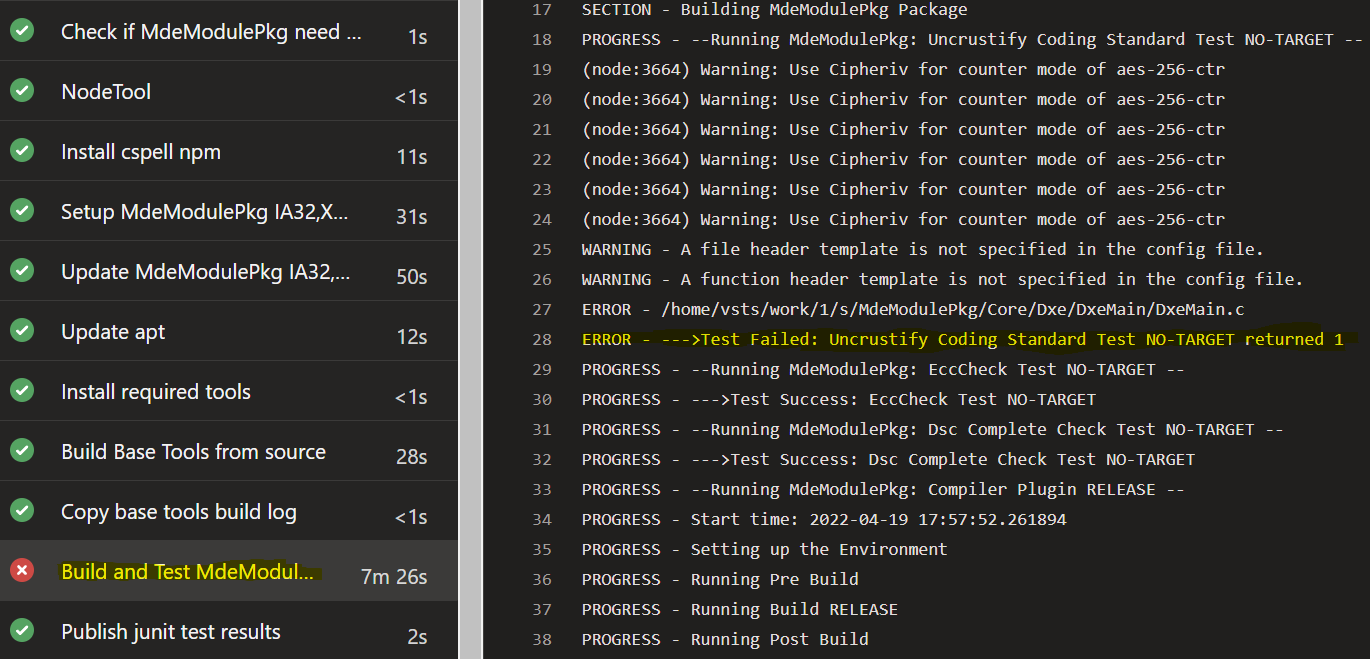 Check if MdeModulePkg need ... 1s
NodeTool <1s
Install cspell npm 11s
Setup MdeModulePkg IA32,X... 31s
Update MdeModulePkg IA32,... 50s
Update apt 12s
Install required tools <1s
Build Base Tools from source 28s
Copy base tools build log <1s
Build and Test MdeModul... 7m 26s
Publish junit test results 2s
17 SECTION - Building MdeModulePkg Package
18 PROGRESS - --Running MdeModulePkg: Uncrustify Coding Standard Test NO-TARGET --
19 (node:3664) Warning: Use Cipheriv for counter mode of aes-256-ctr
20 (node:3664) Warning: Use Cipheriv for counter mode of aes-256-ctr
21 (node:3664) Warning: Use Cipheriv for counter mode of aes-256-ctr
22 (node:3664) Warning: Use Cipheriv for counter mode of aes-256-ctr
23 (node:3664) Warning: Use Cipheriv for counter mode of aes-256-ctr
24 (node:3664) Warning: Use Cipheriv for counter mode of aes-256-ctr
25 WARNING - A file header template is not specified in the config file.
26 WARNING - A function header template is not specified in the config file.
27 ERROR - /home/vsts/work/1/s/MdeModulePkg/Core/Dxe/DxeMain/DxeMain.c
28 ERROR - --->Test Failed: Uncrustify Coding Standard Test NO-TARGET returned 1
29 PROGRESS - --Running MdeModulePkg: EccCheck Test NO-TARGET --
30 PROGRESS - --->Test Success: EccCheck Test NO-TARGET
31 PROGRESS - --Running MdeModulePkg: Dsc Complete Check Test NO-TARGET --
32 PROGRESS - --->Test Success: Dsc Complete Check Test NO-TARGET
33 PROGRESS - --Running MdeModulePkg: Compiler Plugin RELEASE --
34 PROGRESS - Start time: 2022-04-19 17:57:52.261894
35 PROGRESS - Setting up the Environment
36 PROGRESS - Running Pre Build
37 PROGRESS - Running Build RELEASE
38 PROGRESS - Running Post Build